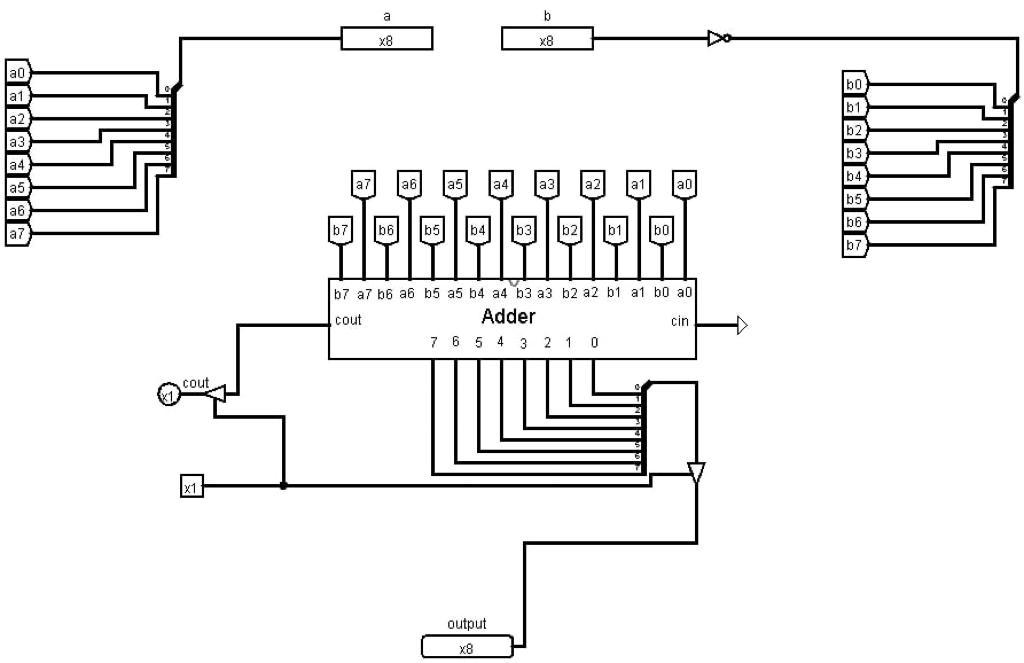 a b
x8 x8
a0
a1
a2
a3
a4
a5
a6
a7
0
1
2
3
4
5
6
7
b0
b1
b2
b3
b4
b5
b6
b7
0
1
2
3
4
5
6
7
a7 a6 a5 a4 a3 a2 a1 a0
b7 b6 b5 b4 b3 b2 b1 b0
b7 a7 b6 a6 b5 a5 b4 a4 b3 a3 b2 a2 b1 a1 b0 a0
cout Adder cin
7 6 5 4 3 2 1 0
cout
x1
0
1
2
3
4
5
6
7
x1
output
x8